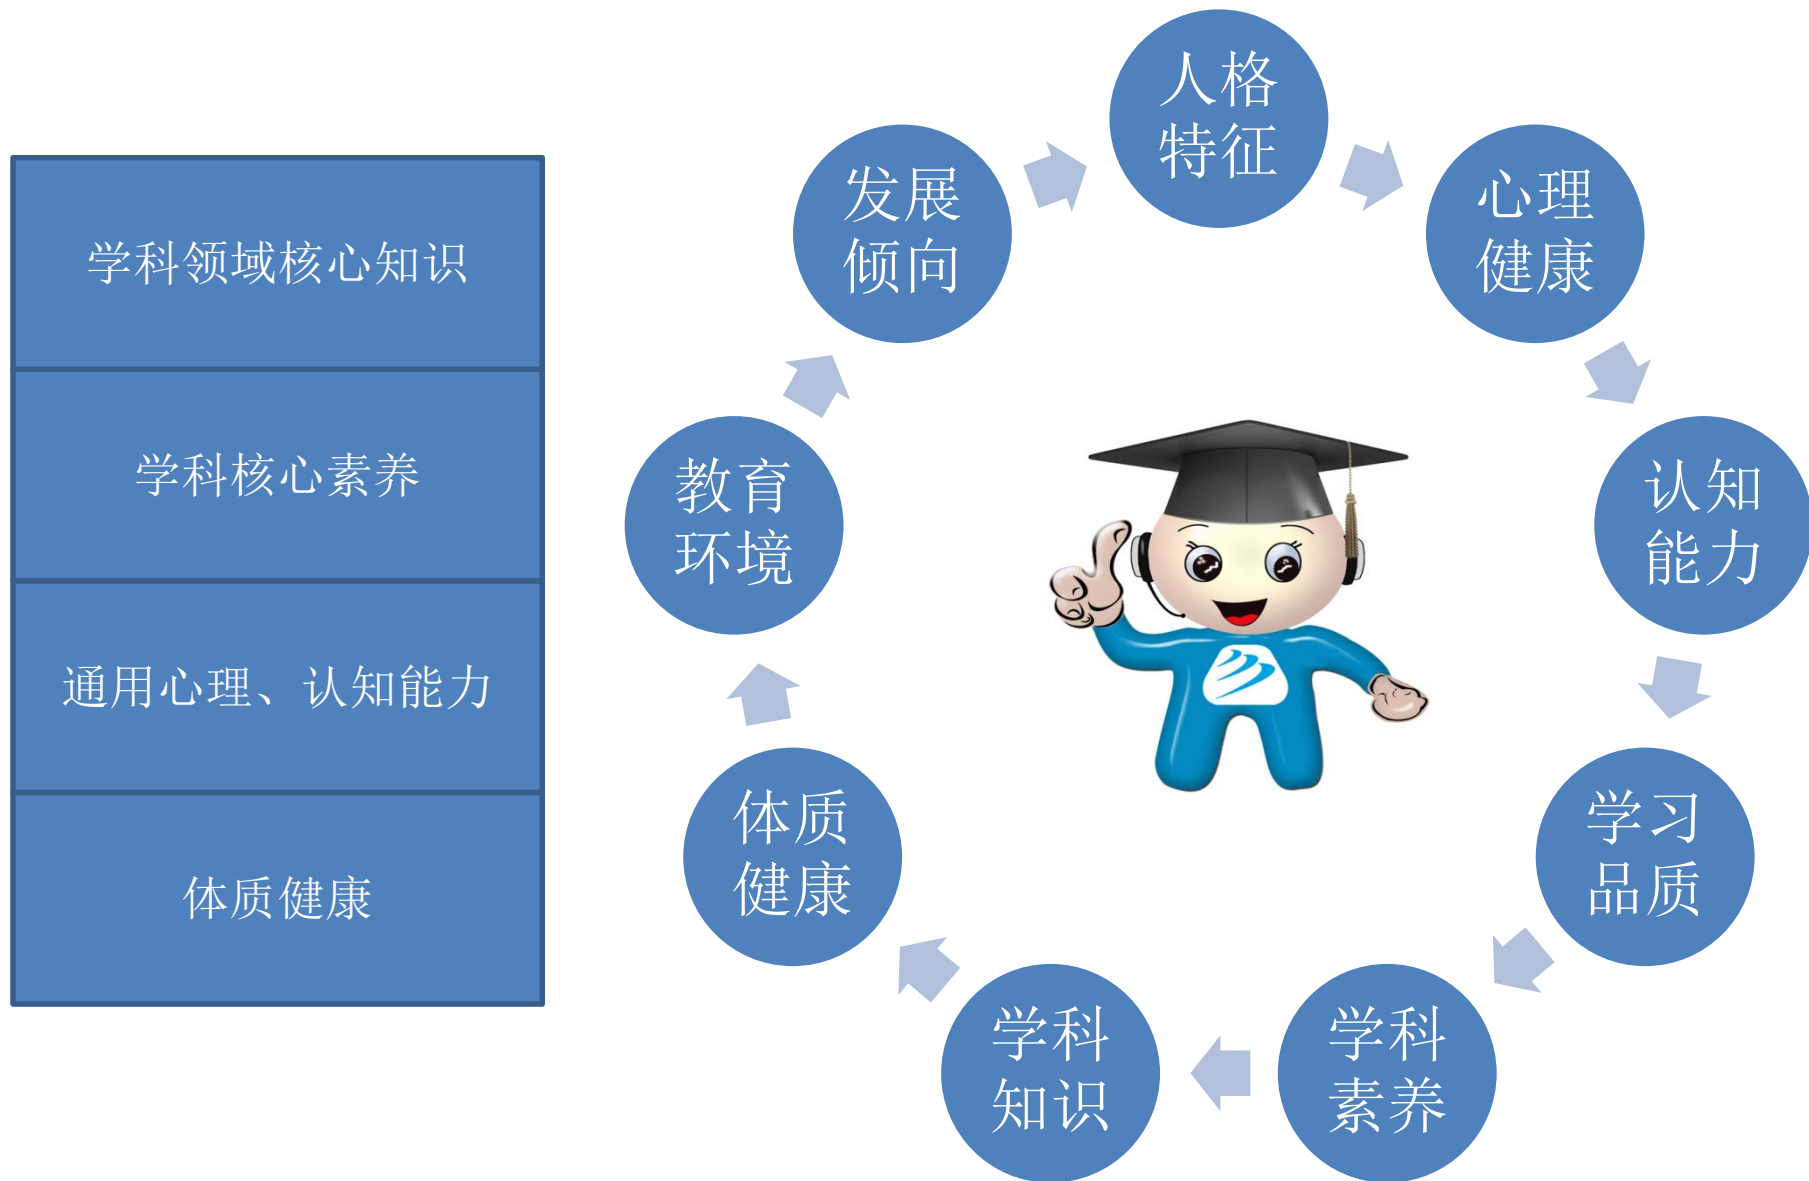 学科领域核心知识
学科核心素养
通用心理、认知能力
体质健康
人格
特征
心理
健康
认知
能力
学习
品质
学科
素养
学科
知识
体质
健康
教育
环境
发展
倾向